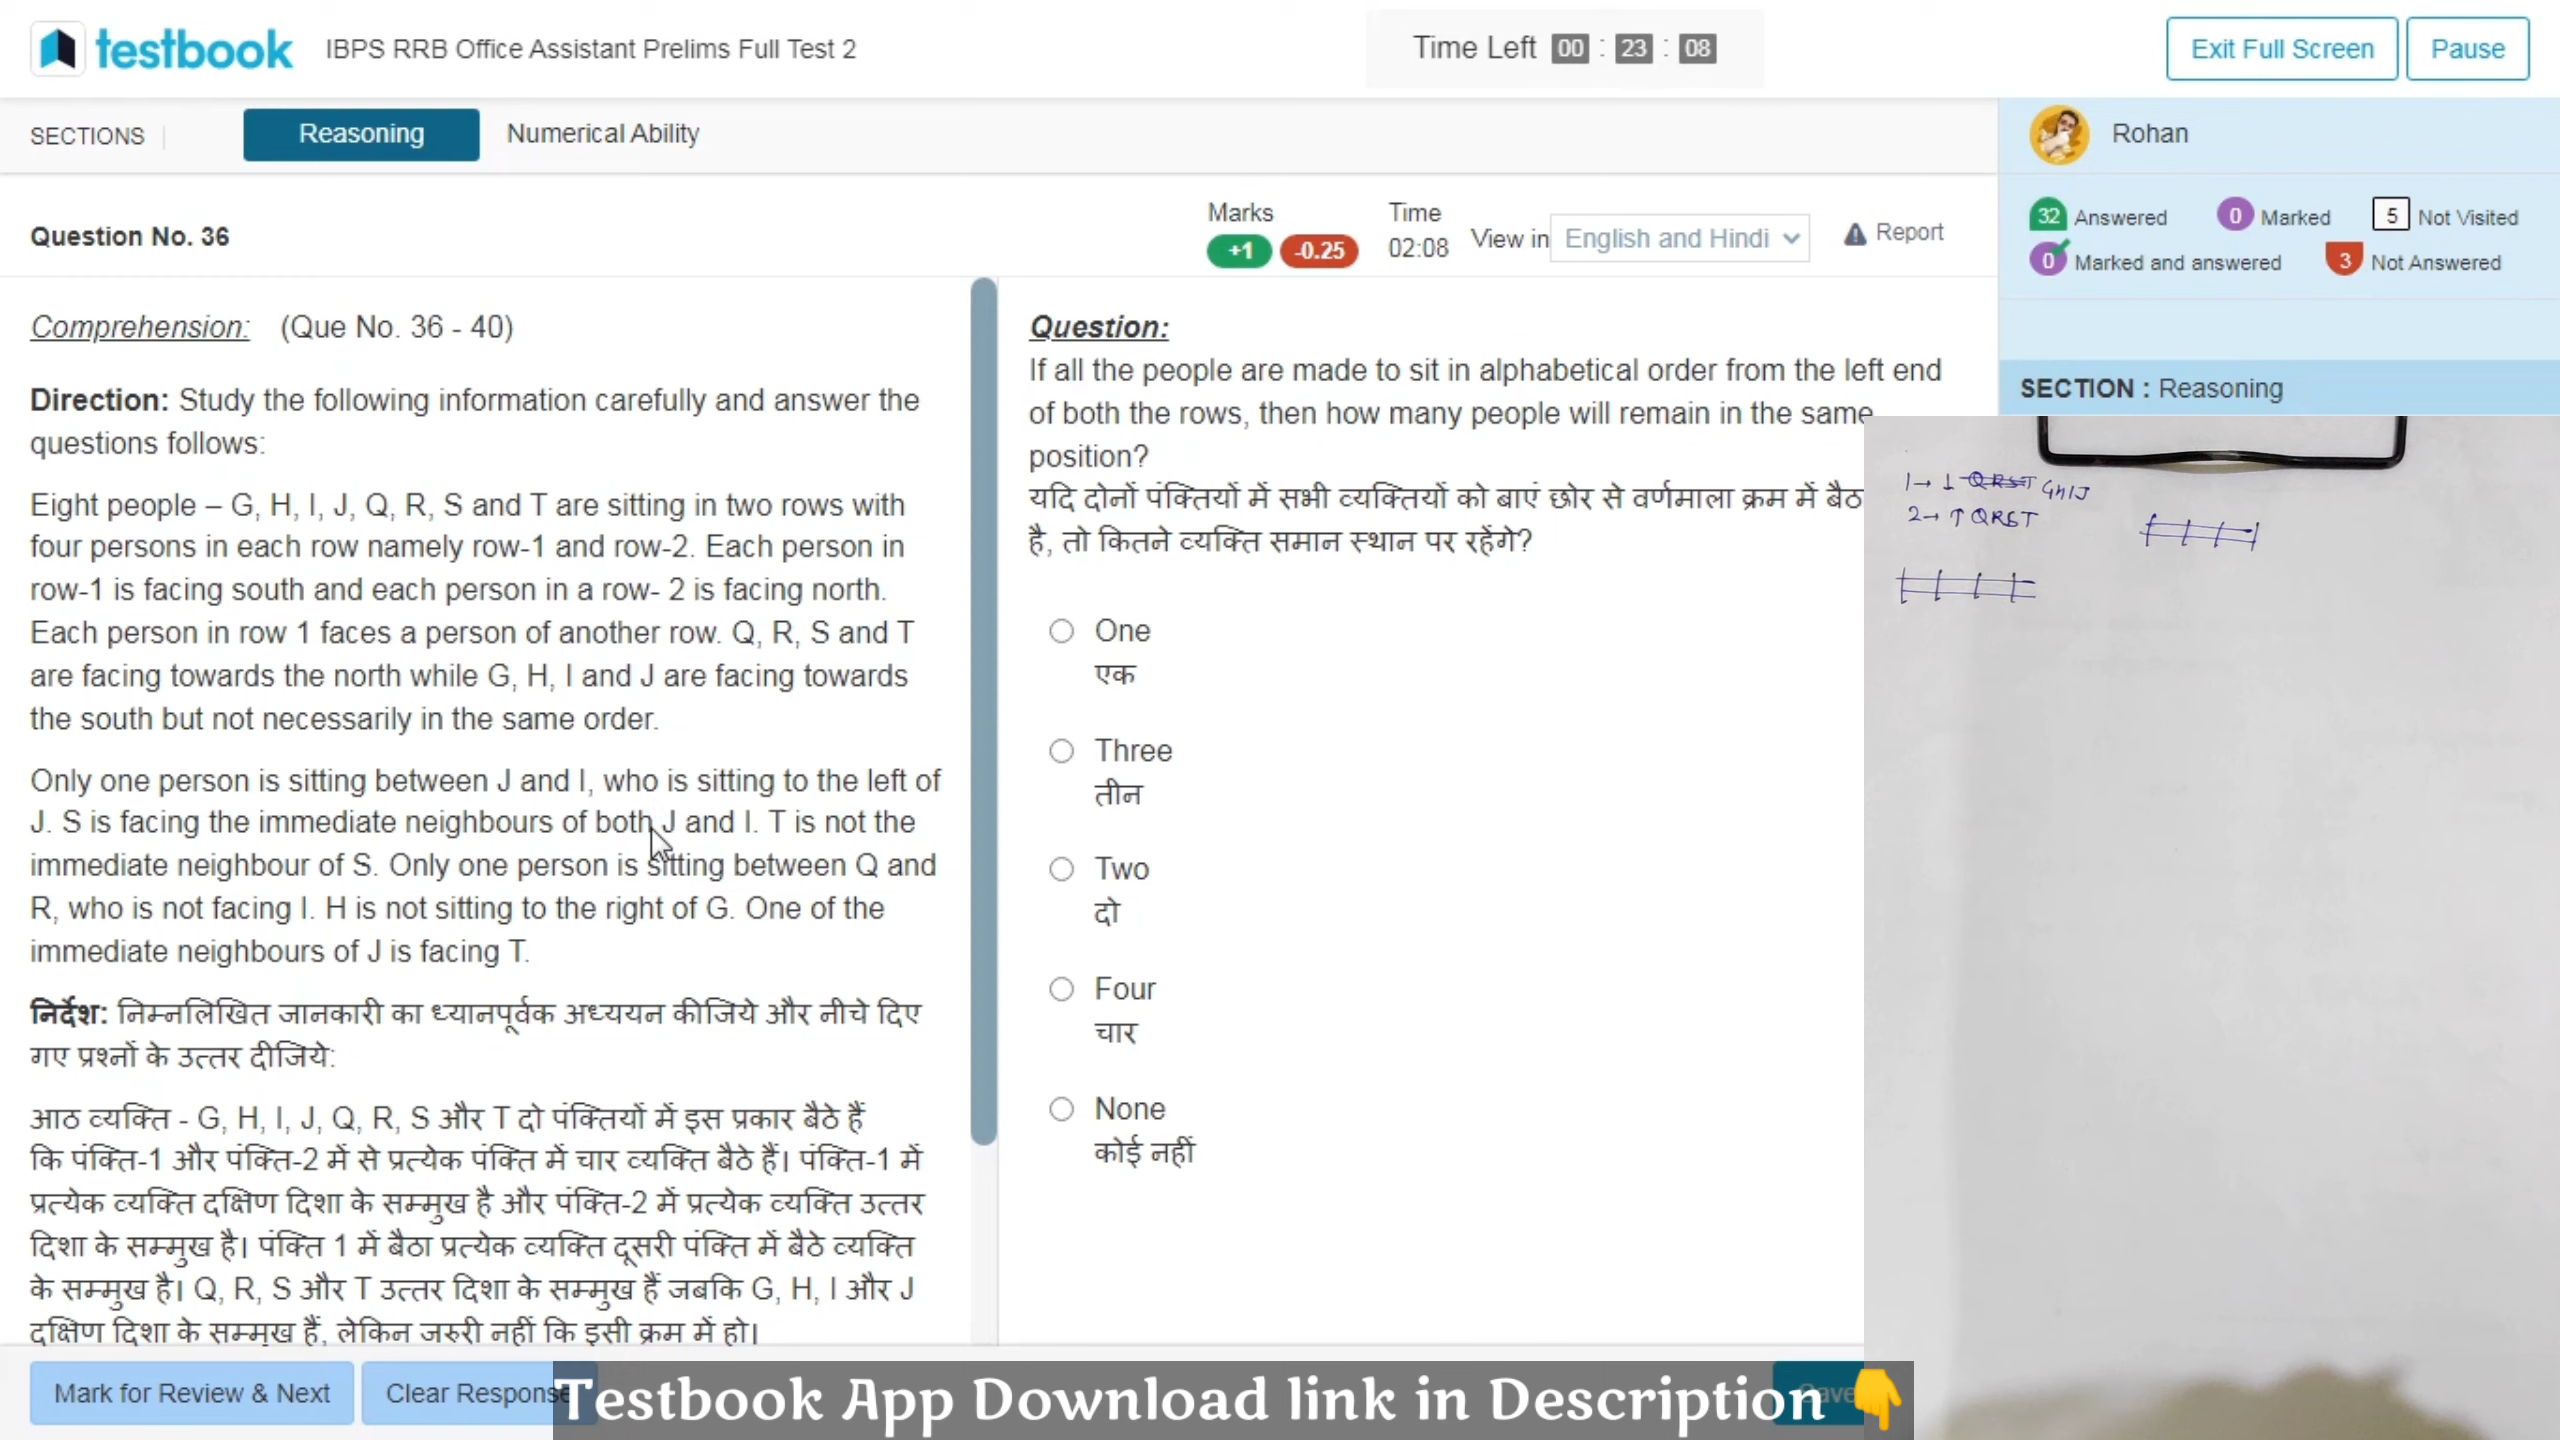 testbook IBPS RRB Office Assistant Prelims Full Test 2 Time Left 00 : 23 : 08 Exit Full Screen Pause
SECTIONS Reasoning Numerical Ability
Rohan
32 Answered 0 Marked 5 Not Visited
0 Marked and answered 3 Not Answered
Question No. 36
Marks +1 -0.25
Time 02:08
View in English and Hindi
Report
SECTION : Reasoning
Comprehension: (Que No. 36 - 40)
Direction: Study the following information carefully and answer the
questions follows:
Eight people – G, H, I, J, Q, R, S and T are sitting in two rows with
four persons in each row namely row-1 and row-2. Each person in
row-1 is facing south and each person in a row- 2 is facing north.
Each person in row 1 faces a person of another row. Q, R, S and T
are facing towards the north while G, H, I and J are facing towards
the south but not necessarily in the same order.
Only one person is sitting between J and I, who is sitting to the left of
J. S is facing the immediate neighbours of both J and I. T is not the
immediate neighbour of S. Only one person is sitting between Q and
R, who is not facing I. H is not sitting to the right of G. One of the
immediate neighbours of J is facing T.
निर्देश: निम्नलिखित जानकारी का ध्यानपूर्वक अध्ययन कीजिये और नीचे दिए
गए प्रश्नों के उत्तर दीजिये:
आठ व्यक्ति - G, H, I, J, Q, R, S और T दो पंक्तियों में इस प्रकार बैठे हैं
कि पंक्ति-1 और पंक्ति-2 में से प्रत्येक पंक्ति में चार व्यक्ति बैठे हैं। पंक्ति-1 में
प्रत्येक व्यक्ति दक्षिण दिशा के सम्मुख है और पंक्ति-2 में प्रत्येक व्यक्ति उत्तर
दिशा के सम्मुख है। पंक्ति 1 में बैठा प्रत्येक व्यक्ति दूसरी पंक्ति में बैठे व्यक्ति
के सम्मुख है। Q, R, S और T उत्तर दिशा के सम्मुख हैं जबकि G, H, I और J
दक्षिण दिशा के सम्मुख हैं, लेकिन जरुरी नहीं कि इसी क्रम में हो।
Question:
If all the people are made to sit in alphabetical order from the left end
of both the rows, then how many people will remain in the same
position?
यदि दोनों पंक्तियों में सभी व्यक्तियों को बाएं छोर से वर्णमाला क्रम में बैठा
है, तो कितने व्यक्ति समान स्थान पर रहेंगे?
One
एक
Three
तीन
Two
दो
Four
चार
None
कोई नहीं
1→ ↓ QRST GHIJ
2→ ↑ QRST
Mark for Review & Next Clear Response
Testbook App Download link in Description